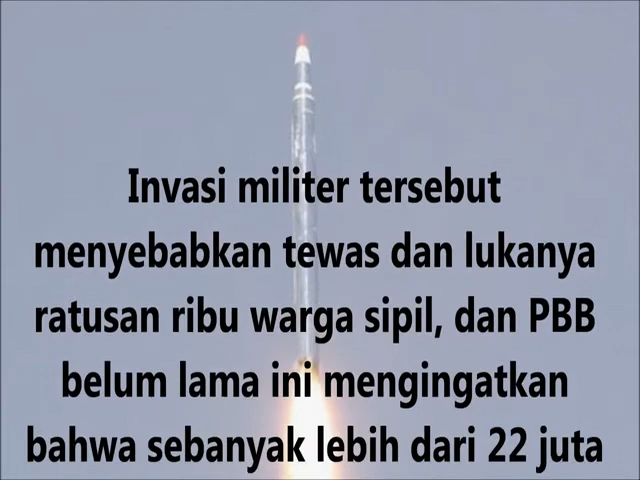 Invasi militer tersebut
menyebabkan tewas dan lukanya
ratusan ribu warga sipil, dan PBB
belum lama ini mengingatkan
bahwa sebanyak lebih dari 22 juta